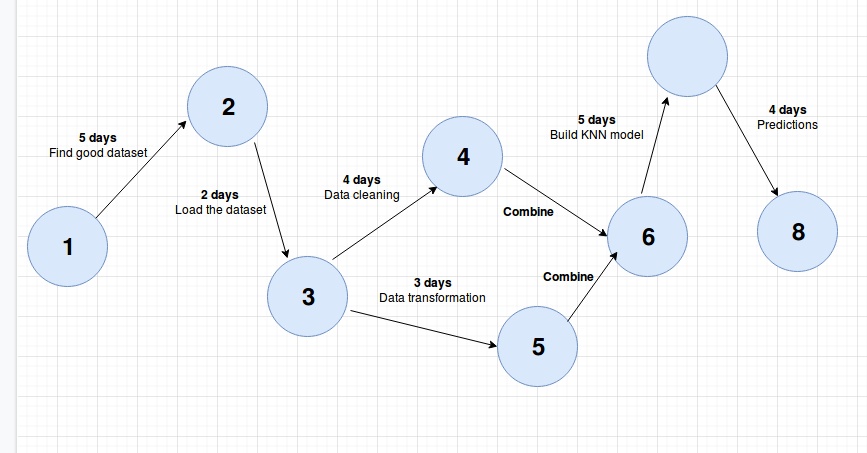 5 days
Find good dataset
1
2
2 days
Load the dataset
3
4 days
Data cleaning
4
3 days
Data transformation
5
Combine
Combine
6
5 days
Build KNN model
4 days
Predictions
8